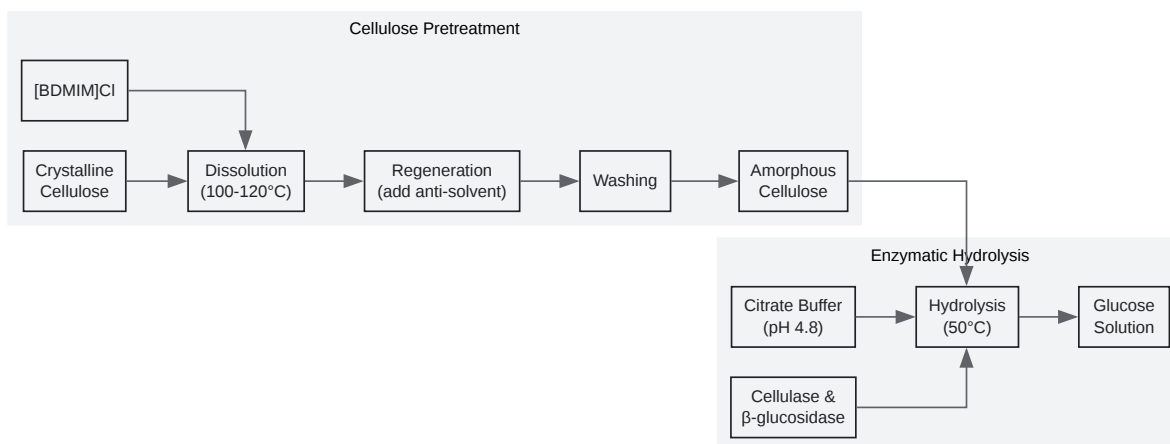 Cellulose Pretreatment
[BDMIM]Cl
Crystalline
Cellulose
Dissolution
(100-120°C)
Regeneration
(add anti-solvent)
Washing
Amorphous
Cellulose
Enzymatic Hydrolysis
Citrate Buffer
(pH 4.8)
Hydrolysis
(50°C)
Glucose
Solution
Cellulase &
β-glucosidase